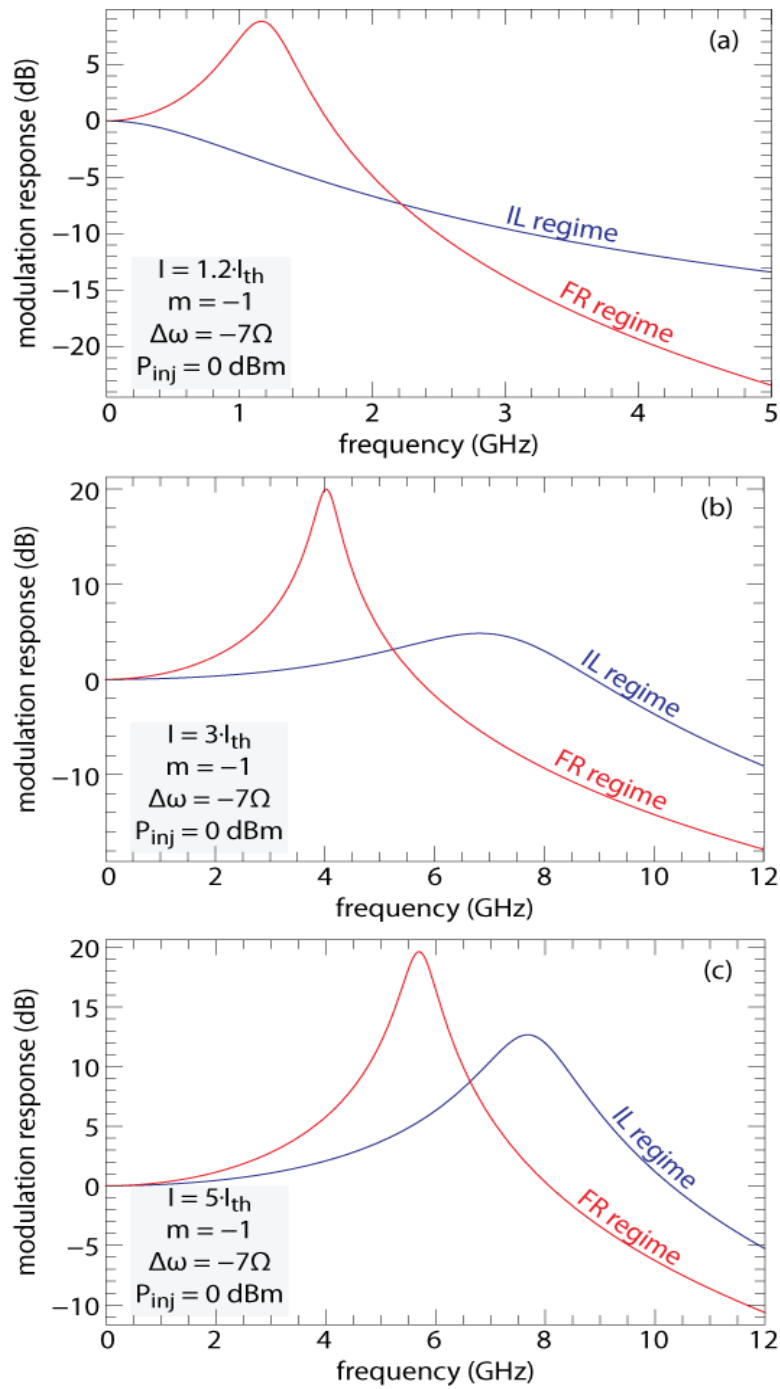 (a)
modulation response (dB)
5
0
−5
−10
−15
−20
IL regime
FR regime
I = 1.2·Ith
m = −1
Δω = −7Ω
Pinj = 0 dBm
0 1 2 3 4 5
frequency (GHz)
(b)
modulation response (dB)
20
10
0
−10
IL regime
FR regime
I = 3·Ith
m = −1
Δω = −7Ω
Pinj = 0 dBm
0 2 4 6 8 10 12
frequency (GHz)
(c)
modulation response (dB)
20
15
10
5
0
−5
−10
IL regime
FR regime
I = 5·Ith
m = −1
Δω = −7Ω
Pinj = 0 dBm
0 2 4 6 8 10 12
frequency (GHz)